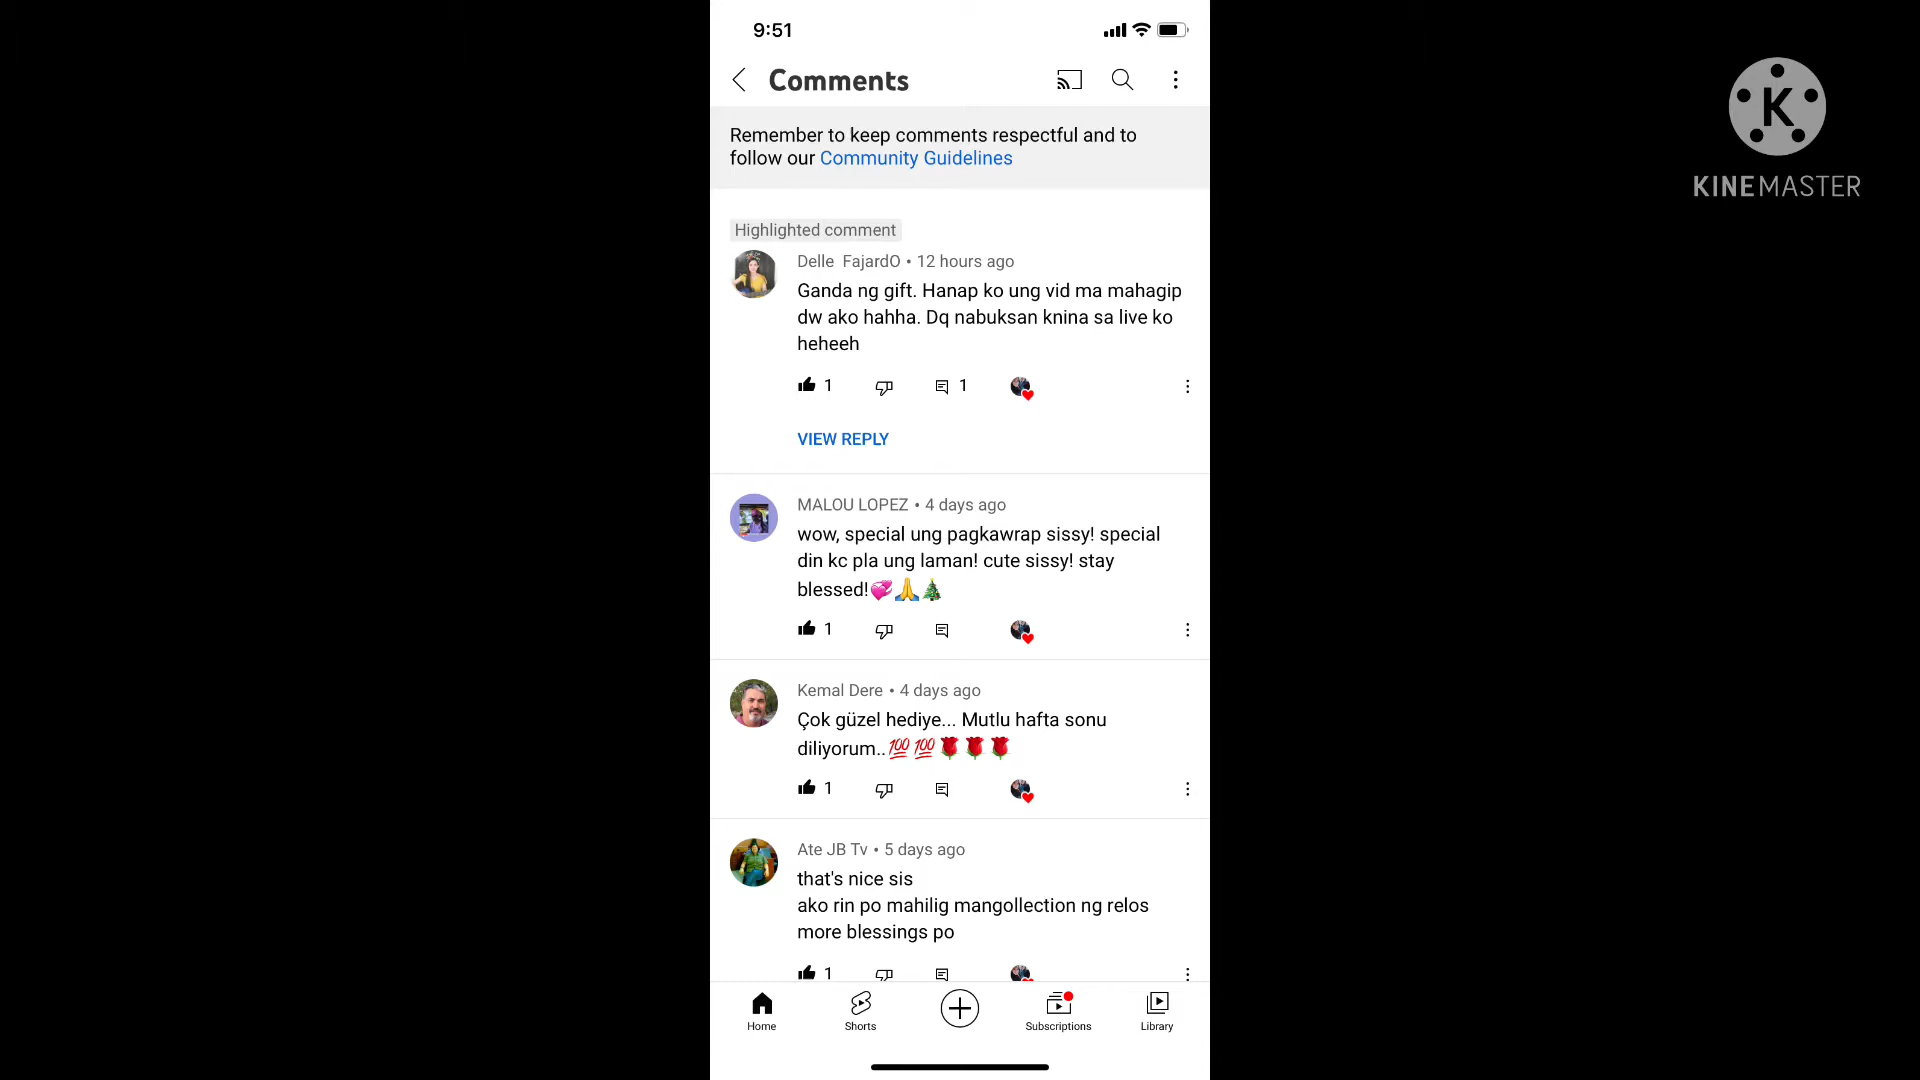 9:51
Comments
Remember to keep comments respectful and to
follow our Community Guidelines
Highlighted comment
Delle FajardO • 12 hours ago
Ganda ng gift. Hanap ko ung vid ma mahagip
dw ako hahha. Dq nabuksan knina sa live ko
heheeh
1
1
VIEW REPLY
MALOU LOPEZ • 4 days ago
wow, special ung pagkawrap sissy! special
din kc pla ung laman! cute sissy! stay
blessed!💞🙏🎄
1
Kemal Dere • 4 days ago
Çok güzel hediye... Mutlu hafta sonu
diliyorum..💯💯🌹🌹🌹
1
Ate JB Tv • 5 days ago
that's nice sis
ako rin po mahilig mangollection ng relos
more blessings po
1
Home
Shorts
Subscriptions
Library
K
KINEMASTER